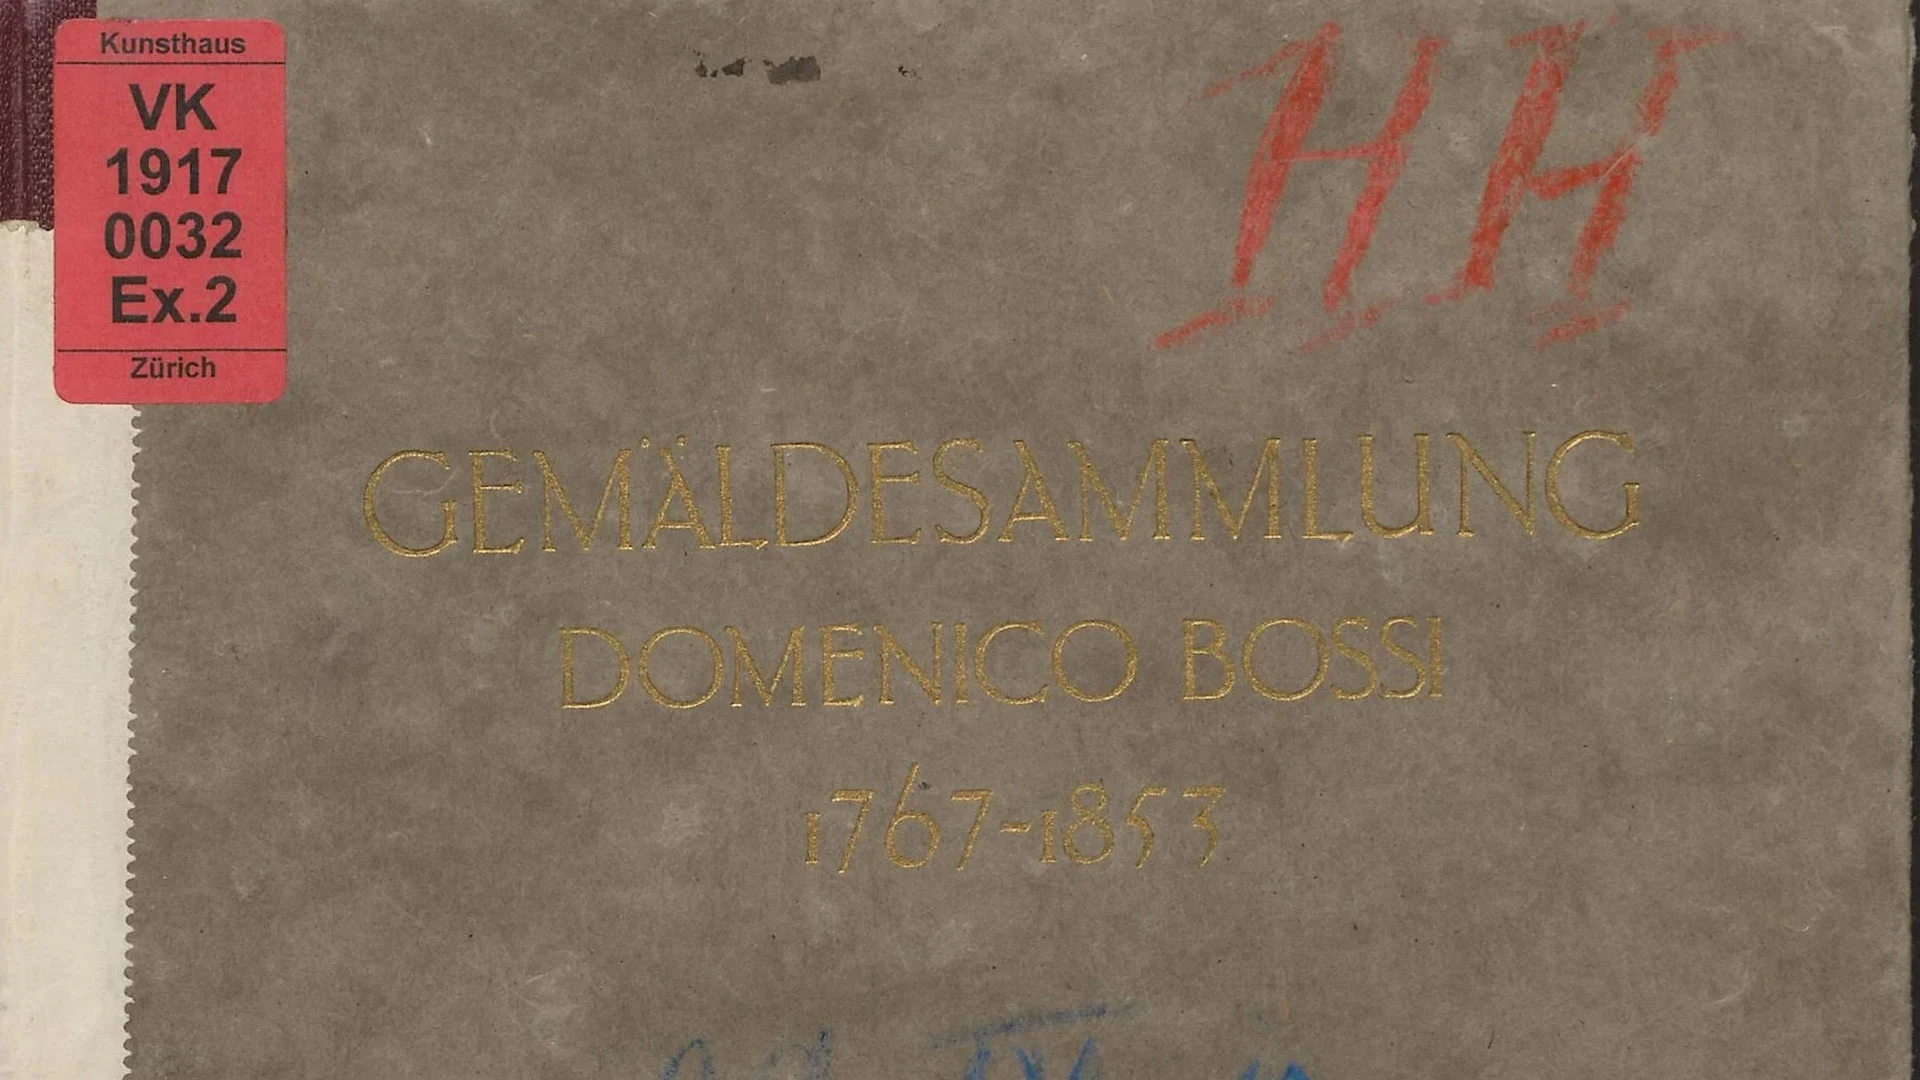 Kunsthaus
VK
1917
0032
Ex.2
Zürich
HH
GEMÄLDESAMMLUNG
DOMENICO BOSSI
1767-1853